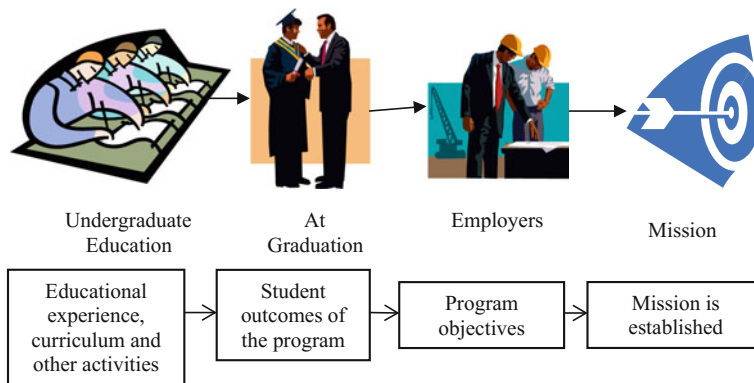 Undergraduate
Education
At
Graduation
Employers
Mission
Educational
experience,
curriculum and
other activities
Student
outcomes of
the program
Program
objectives
Mission is
established